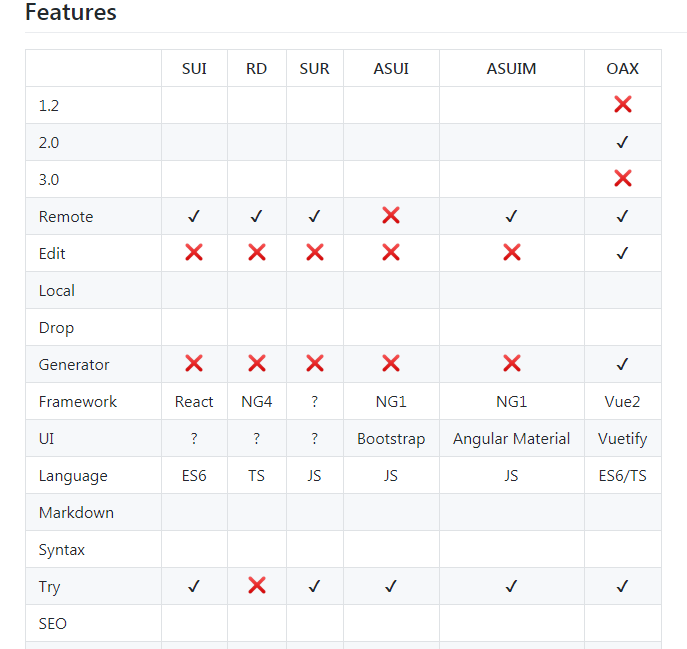 Features
SUI RD SUR ASUI ASUIM OAX
1.2 ❌
2.0 ✓
3.0 ❌
Remote ✓ ✓ ✓ ❌ ✓ ✓
Edit ❌ ❌ ❌ ❌ ❌ ✓
Local
Drop
Generator ❌ ❌ ❌ ❌ ❌ ✓
Framework React NG4 ? NG1 NG1 Vue2
UI ? ? ? Bootstrap Angular Material Vuetify
Language ES6 TS JS JS JS ES6/TS
Markdown
Syntax
Try ✓ ❌ ✓ ✓ ✓ ✓
SEO